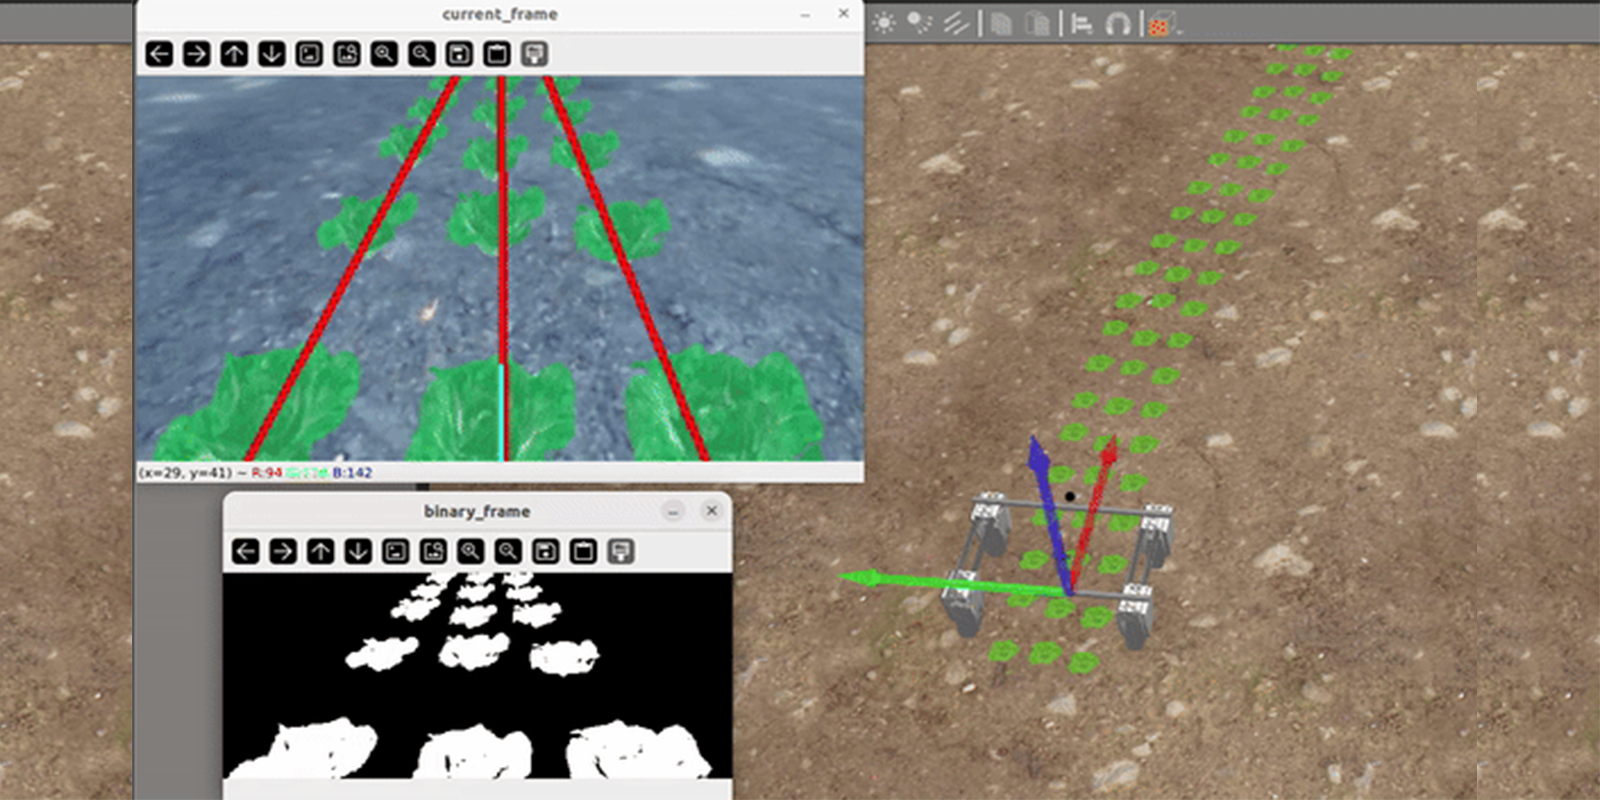 current_frame
(x=29, y=41) ~ R:94 B:142
binary_frame